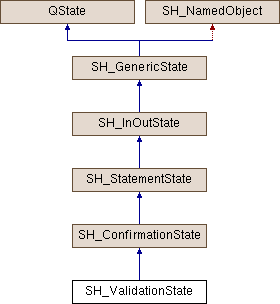 QState
SH_NamedObject
SH_GenericState
SH_InOutState
SH_StatementState
SH_ConfirmationState
SH_ValidationState